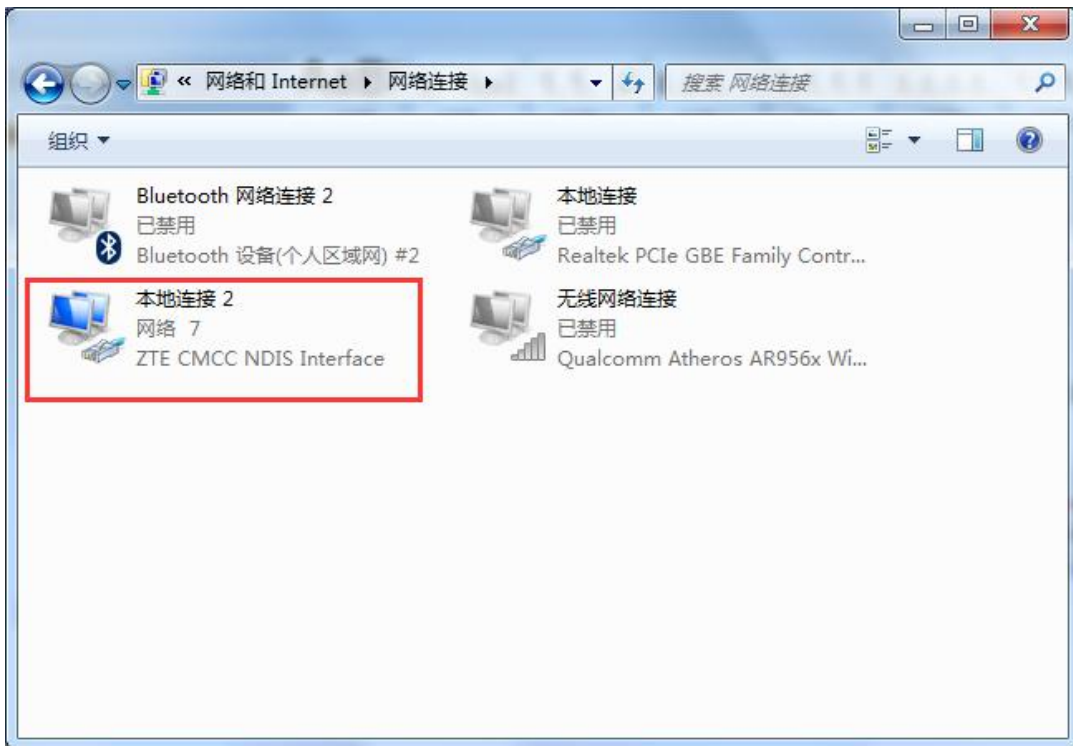 « 网络和 Internet ▸ 网络连接 ▸
搜索 网络连接
组织
Bluetooth 网络连接 2
已禁用
Bluetooth 设备(个人区域网) #2
本地连接
已禁用
Realtek PCIe GBE Family Contr...
本地连接 2
网络 7
ZTE CMCC NDIS Interface
无线网络连接
已禁用
Qualcomm Atheros AR956x Wi...